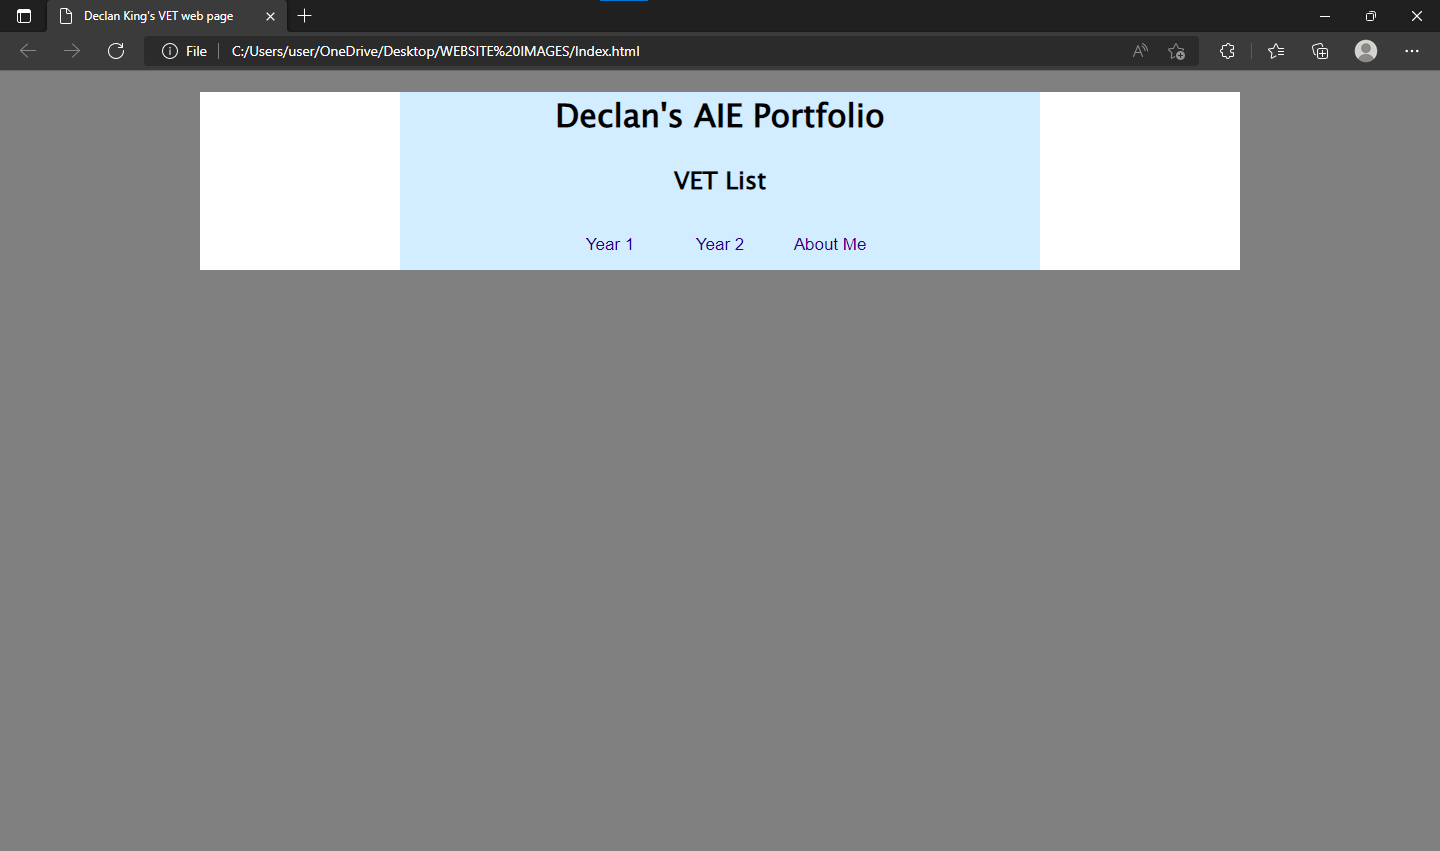 Declan King's VET web page
File C:/Users/user/OneDrive/Desktop/WEBSITE%20IMAGES/Index.html
Declan's AIE Portfolio
VET List
Year 1 Year 2 About Me